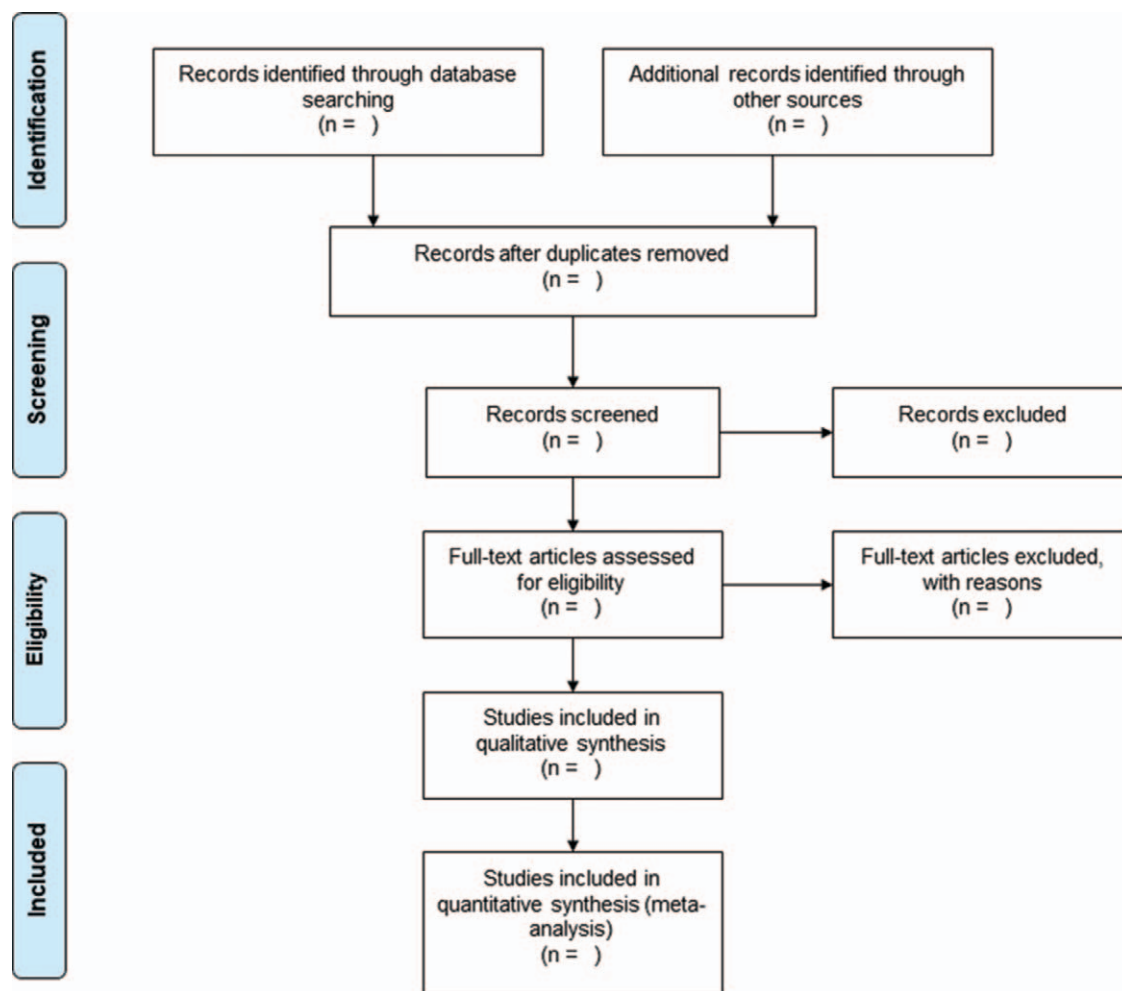 Identification
Records identified through database
searching
(n =  )
Additional records identified through
other sources
(n =  )
Records after duplicates removed
(n =  )
Screening
Records screened
(n =  )
Records excluded
(n =  )
Eligibility
Full-text articles assessed
for eligibility
(n =  )
Full-text articles excluded,
with reasons
(n =  )
Studies included in
qualitative synthesis
(n =  )
Included
Studies included in
quantitative synthesis (meta-
analysis)
(n =  )